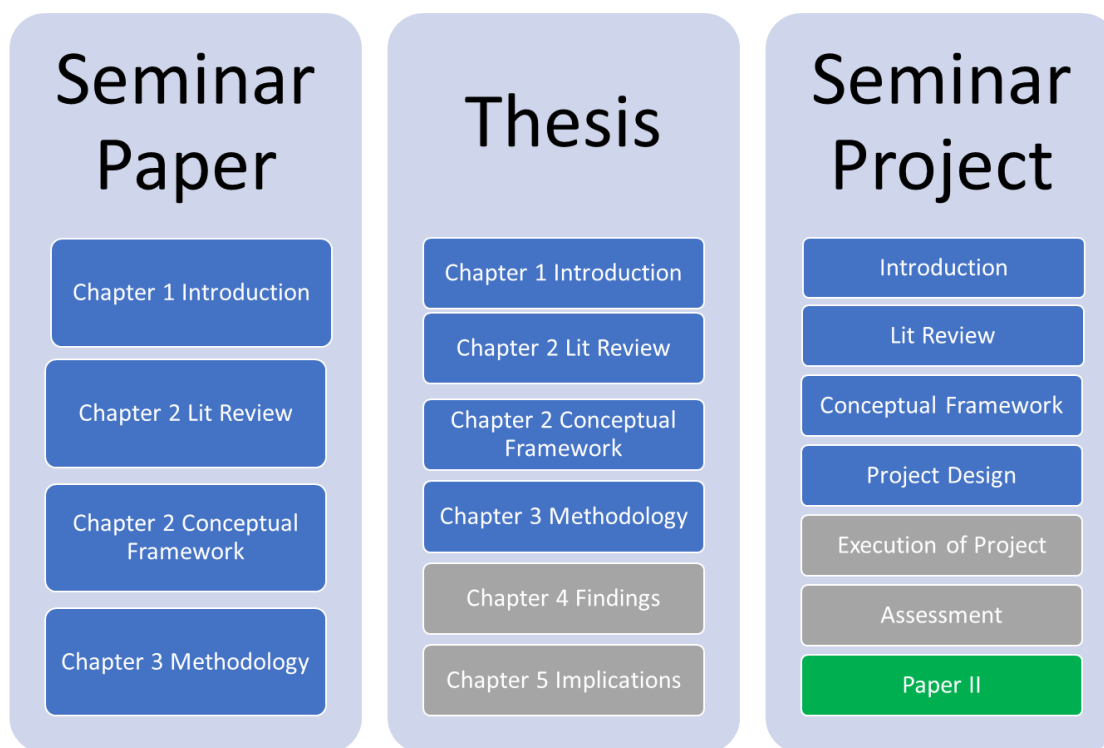 Seminar
Paper
Chapter 1 Introduction
Chapter 2 Lit Review
Chapter 2 Conceptual
Framework
Chapter 3 Methodology
Thesis
Chapter 1 Introduction
Chapter 2 Lit Review
Chapter 2 Conceptual
Framework
Chapter 3 Methodology
Chapter 4 Findings
Chapter 5 Implications
Seminar
Project
Introduction
Lit Review
Conceptual Framework
Project Design
Execution of Project
Assessment
Paper II